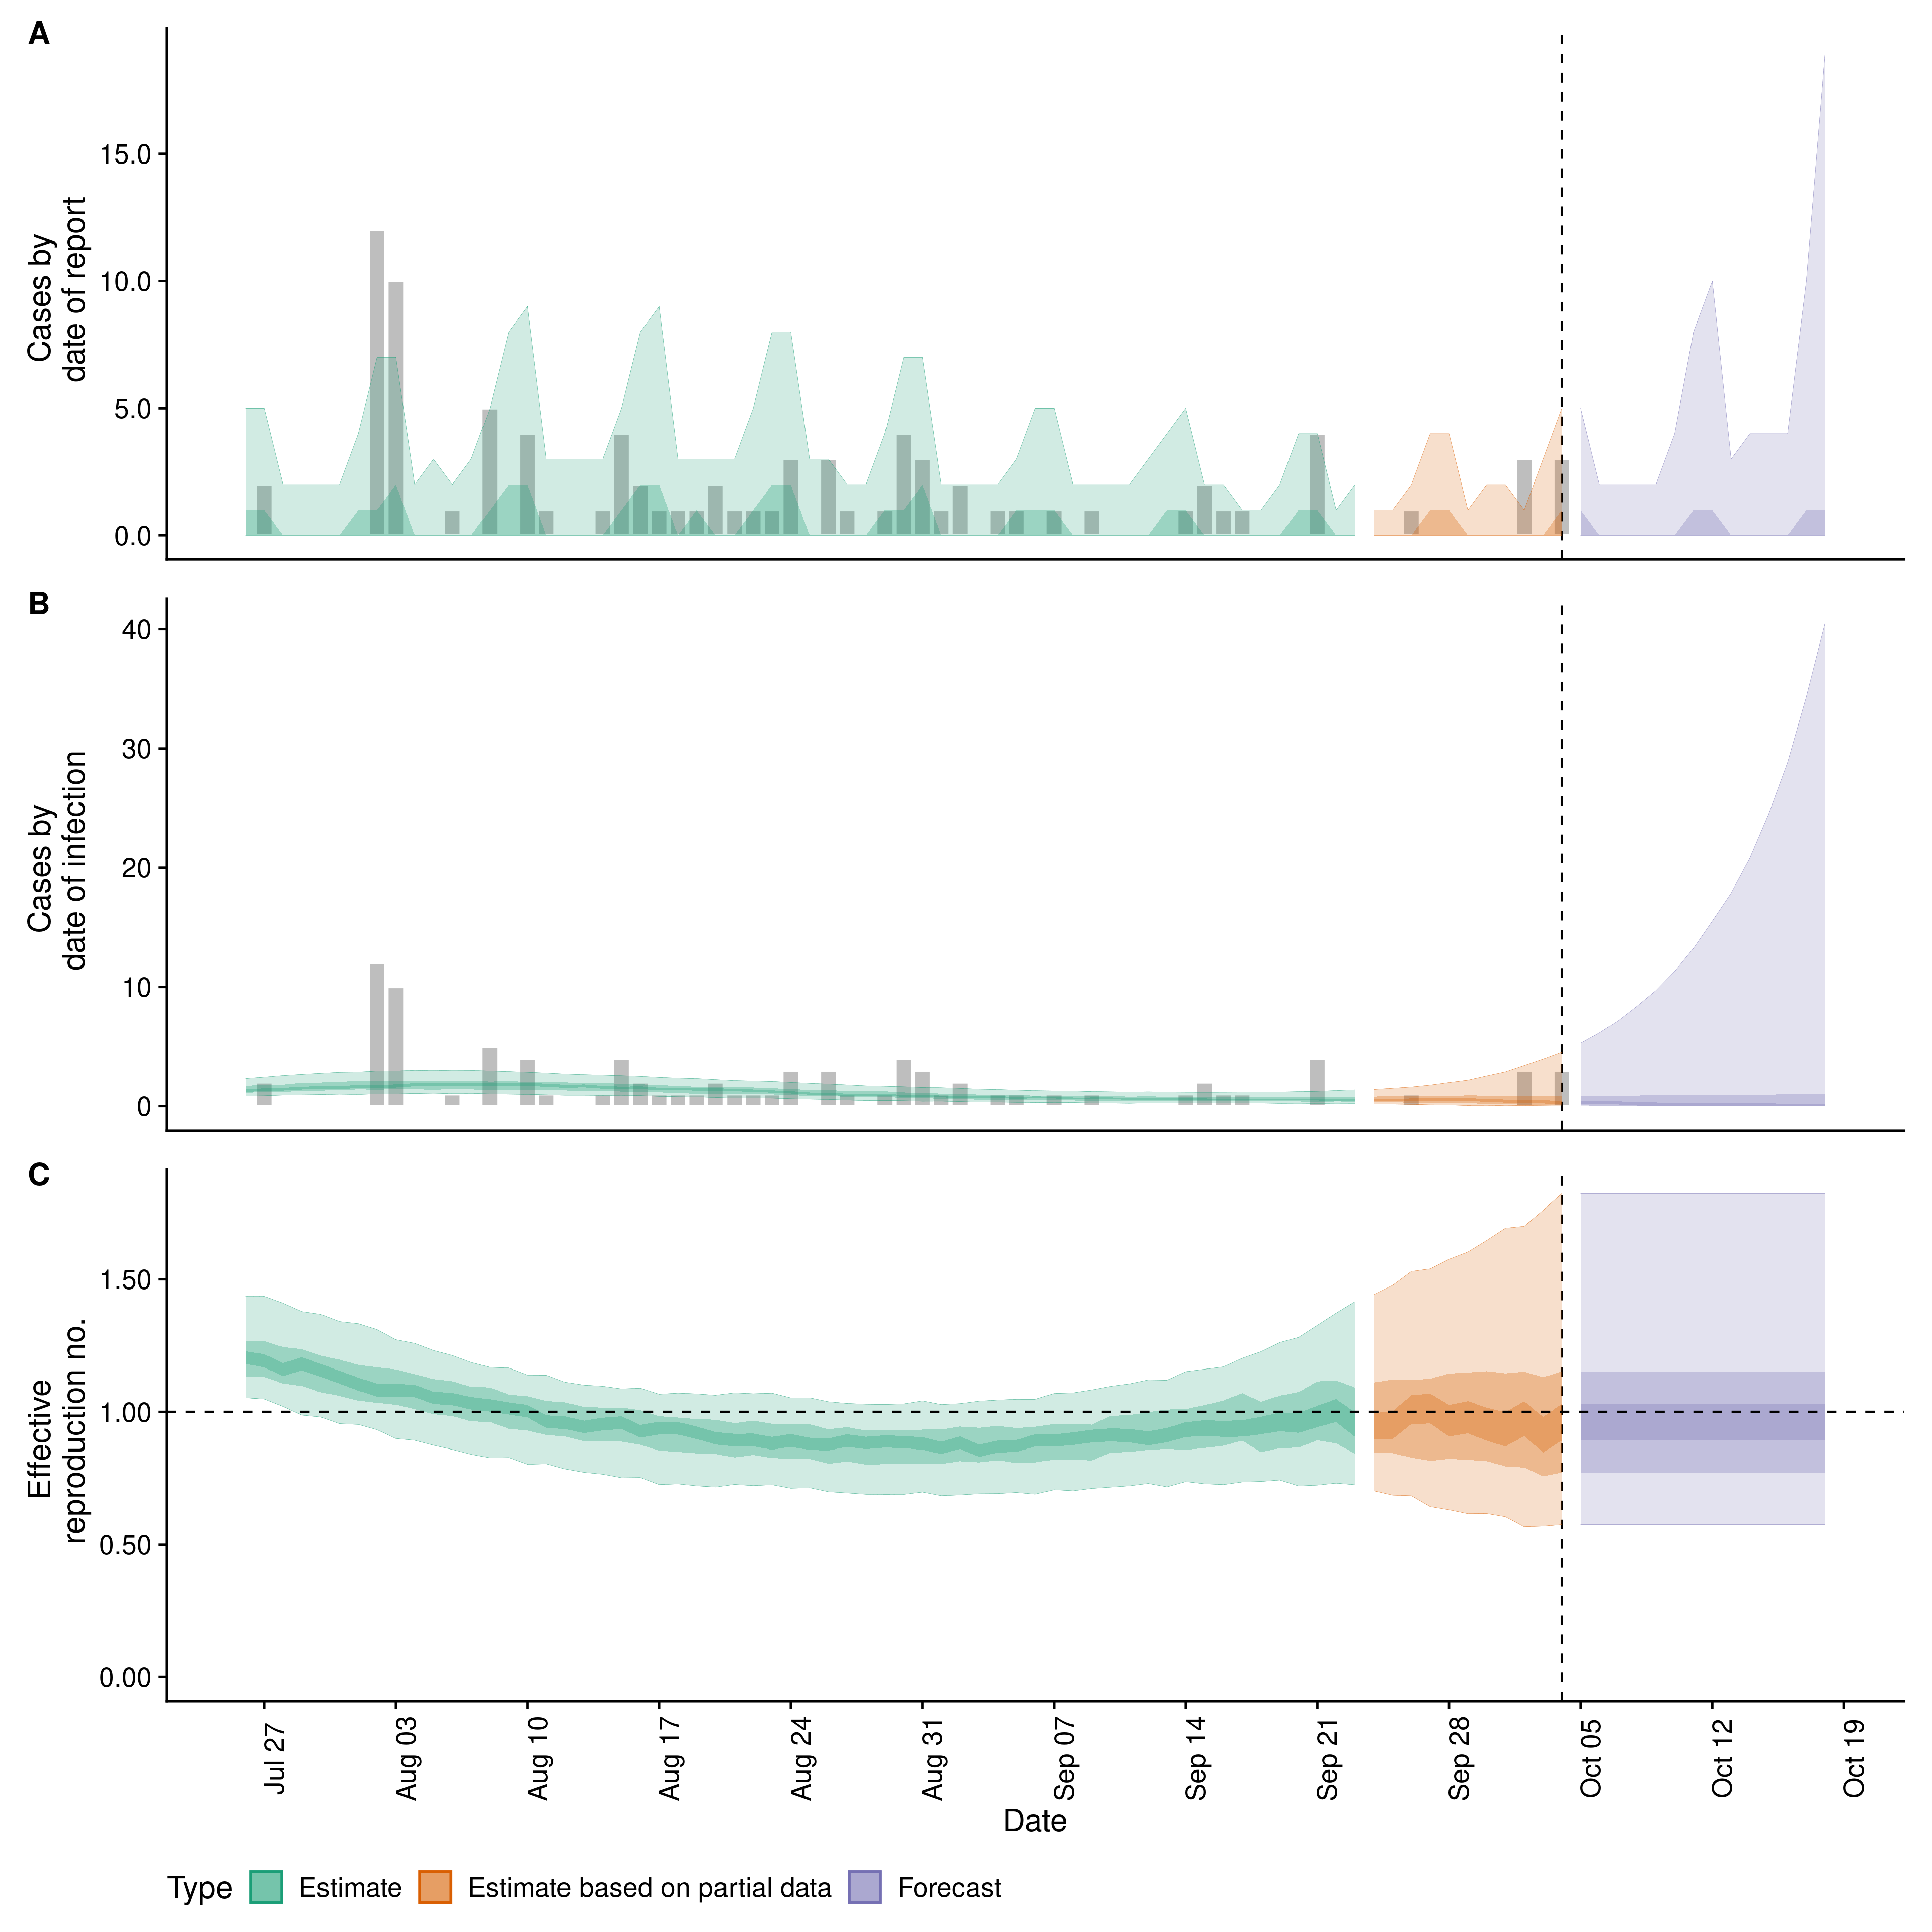 A
Cases by
date of report
15.0
10.0
5.0
0.0
B
Cases by
date of infection
40
30
20
10
0
C
Effective
reproduction no.
1.50
1.00
0.50
0.00
Jul 27
Aug 03
Aug 10
Aug 17
Aug 24
Aug 31
Sep 07
Sep 14
Sep 21
Sep 28
Oct 05
Oct 12
Oct 19
Date
Type Estimate Estimate based on partial data Forecast